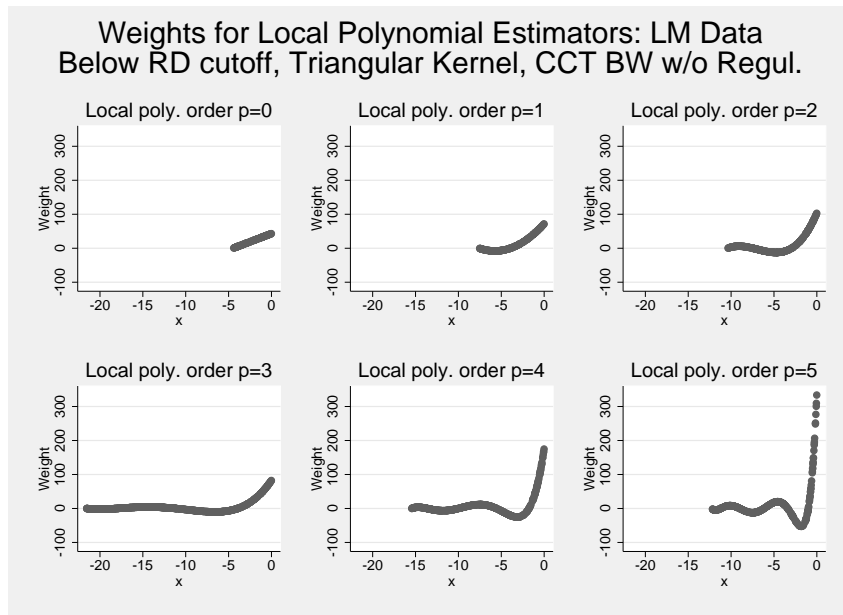 Weights for Local Polynomial Estimators: LM Data
Below RD cutoff, Triangular Kernel, CCT BW w/o Regul.
Local poly. order p=0
Weight
-100 0 100 200 300
-20 -15 -10 -5 0
x
Local poly. order p=1
Weight
-100 0 100 200 300
-20 -15 -10 -5 0
x
Local poly. order p=2
Weight
-100 0 100 200 300
-20 -15 -10 -5 0
x
Local poly. order p=3
Weight
-100 0 100 200 300
-20 -15 -10 -5 0
x
Local poly. order p=4
Weight
-100 0 100 200 300
-20 -15 -10 -5 0
x
Local poly. order p=5
Weight
-100 0 100 200 300
-20 -15 -10 -5 0
x